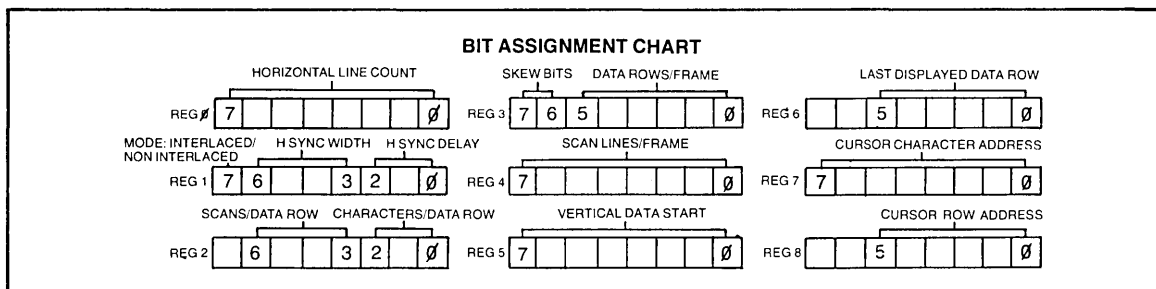 BIT ASSIGNMENT CHART
HORIZONTAL LINE COUNT
REG Ø 7 Ø
MODE: INTERLACED/
NON INTERLACED
H SYNC WIDTH H SYNC DELAY
REG 1 7 6 3 2 Ø
SCANS/DATA ROW CHARACTERS/DATA ROW
REG 2 6 3 2 Ø
SKEW BITS DATA ROWS/FRAME
REG 3 7 6 5 Ø
SCAN LINES/FRAME
REG 4 7 Ø
VERTICAL DATA START
REG 5 7 Ø
LAST DISPLAYED DATA ROW
REG 6 5 Ø
CURSOR CHARACTER ADDRESS
REG 7 7 Ø
CURSOR ROW ADDRESS
REG 8 5 Ø